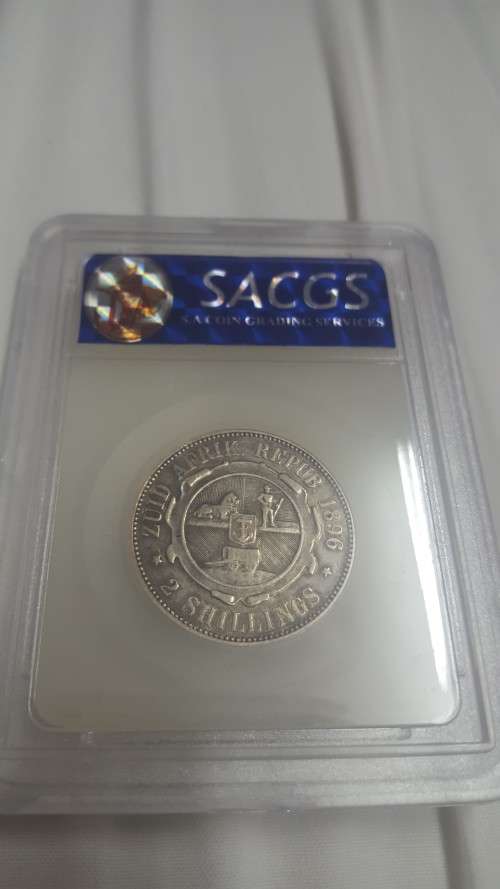 SACGS
S.A COIN GRADING SERVICES
ZUID AFRIK. REPUB. 1896
2 SHILLINGS